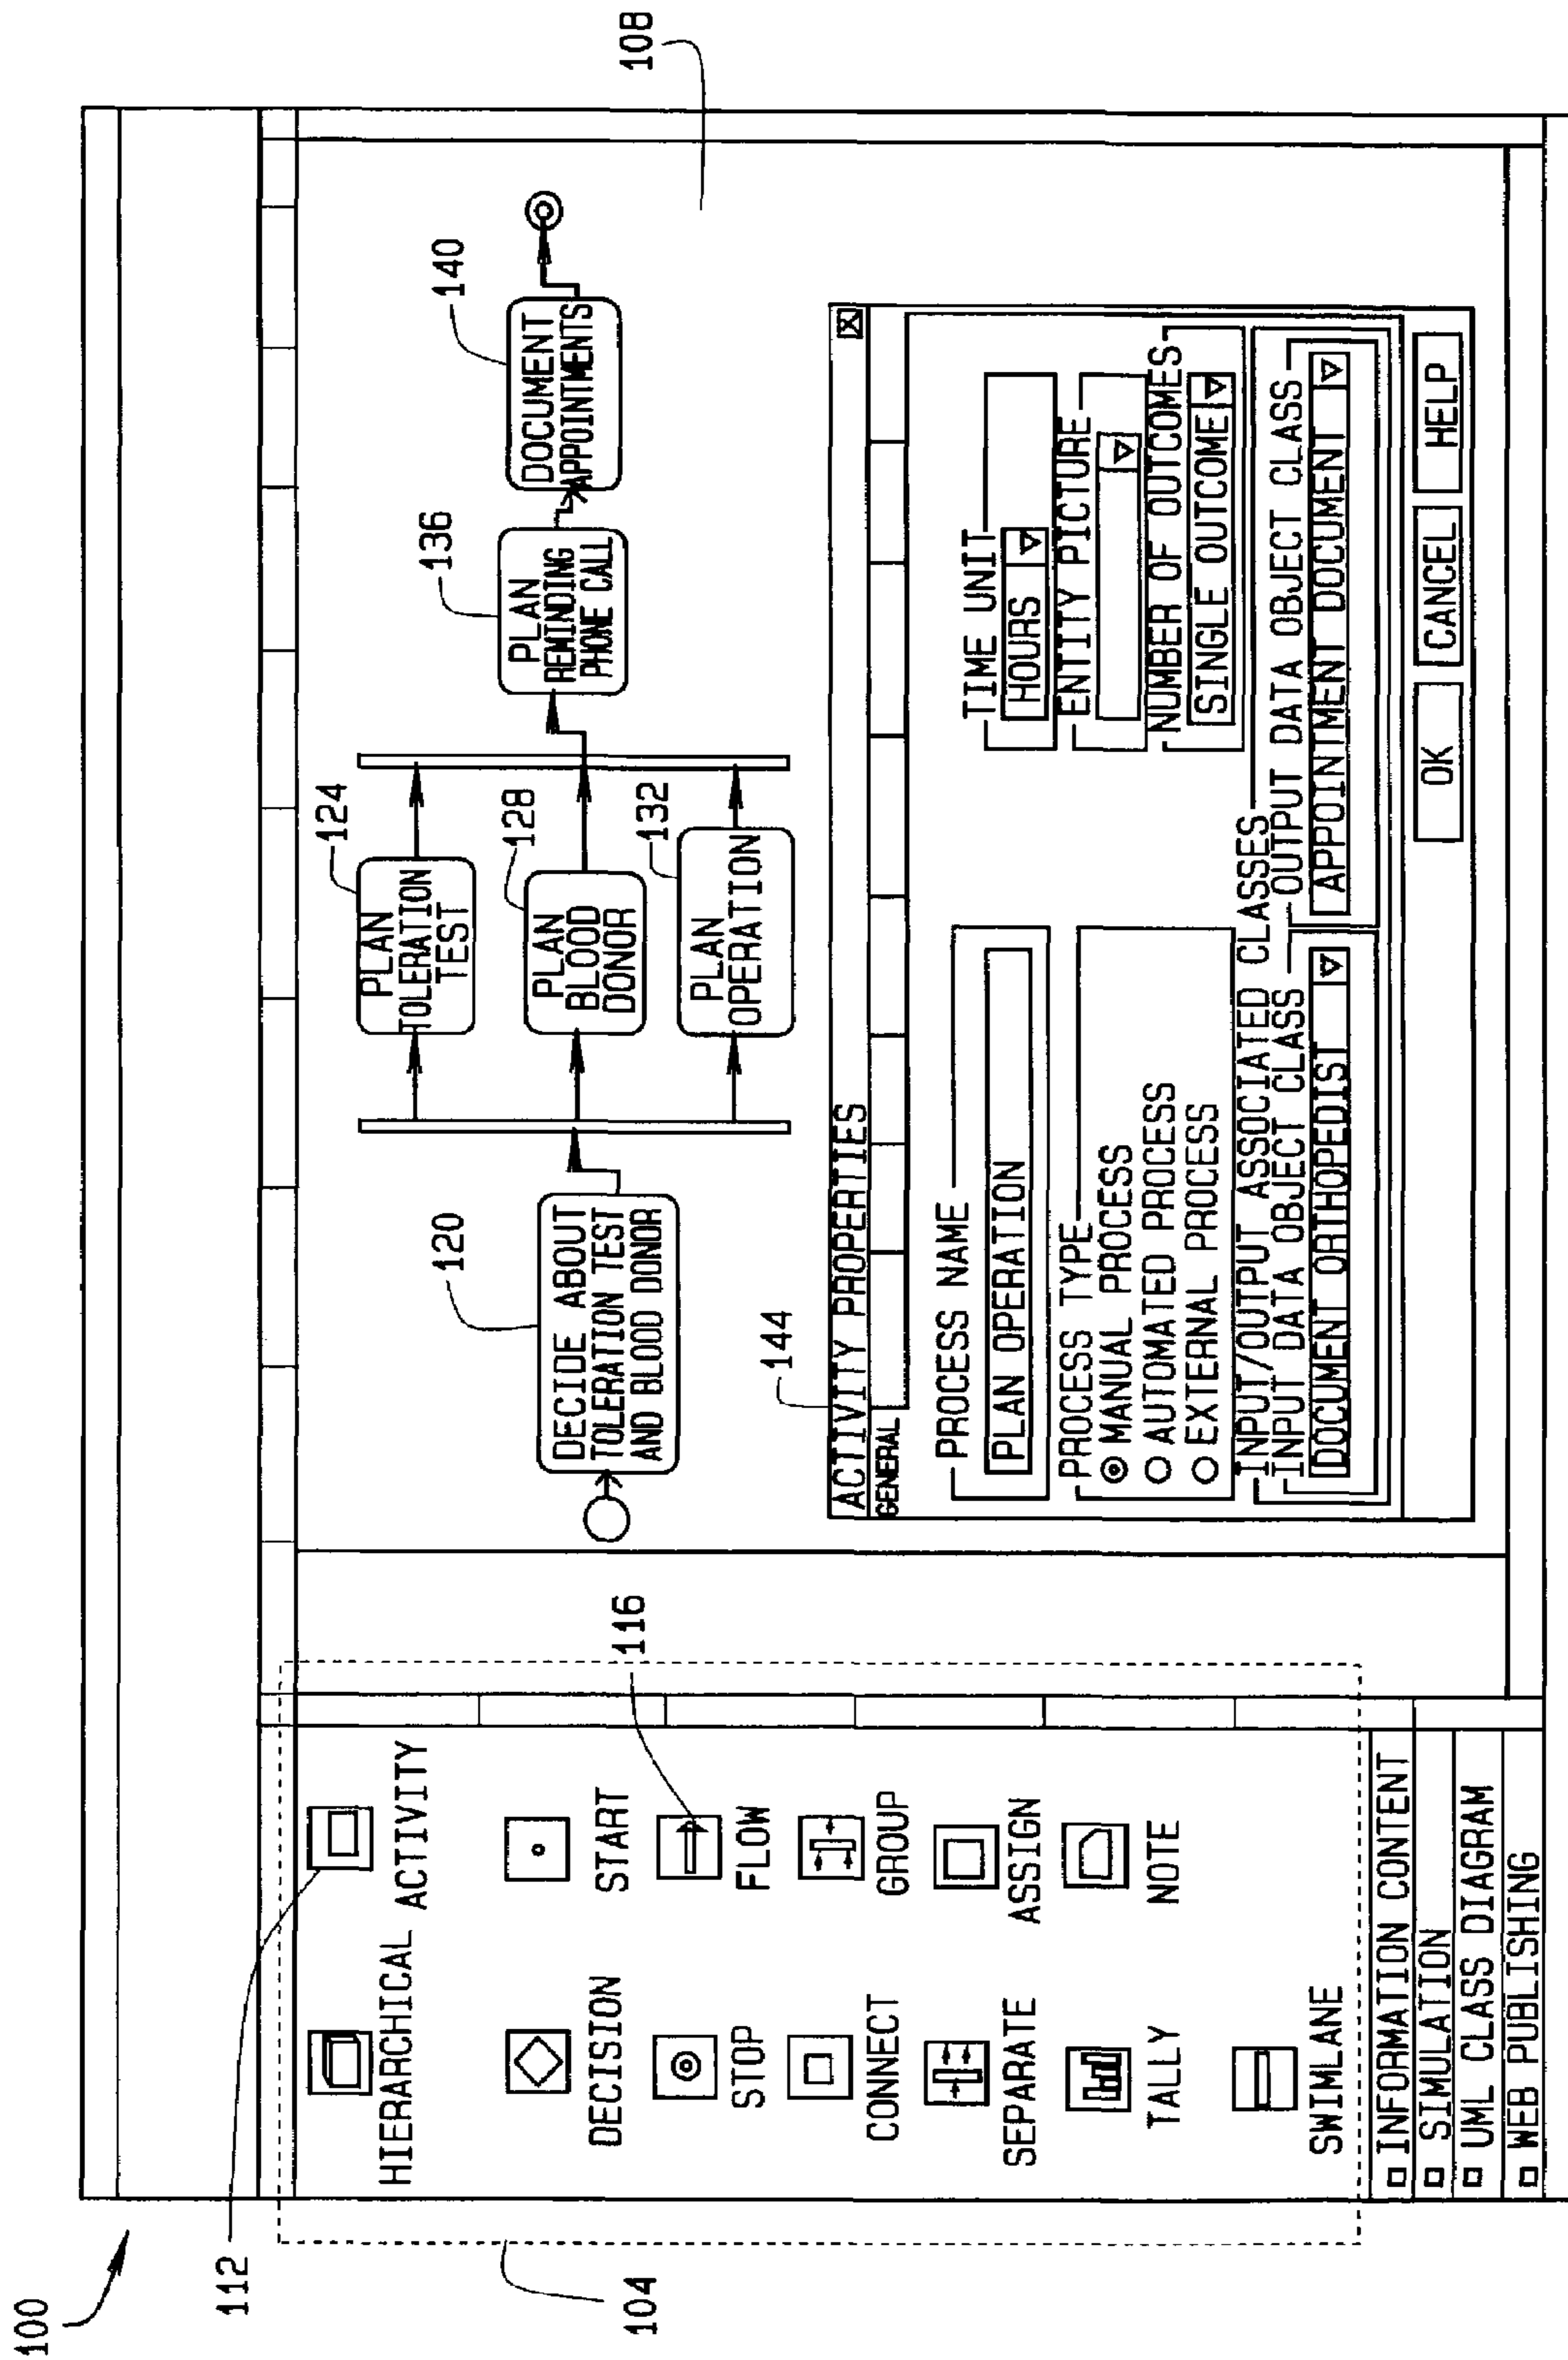 100
112
104
HIERARCHICAL
ACTIVITY
DECISION
START
STOP
FLOW
116
CONNECT
GROUP
SEPARATE
ASSIGN
TALLY
NOTE
SWIMLANE
INFORMATION CONTENT
SIMULATION
UML CLASS DIAGRAM
WEB PUBLISHING
108
120
DECIDE ABOUT
TOLERATION TEST
AND BLOOD DONOR
124
PLAN
TOLERATION
TEST
128
PLAN
BLOOD
DONOR
132
PLAN
OPERATION
136
PLAN
REMINDING
PHONE CALL
140
DOCUMENT
APPOINTMENTS
144
ACTIVITY PROPERTIES
X
GENERAL
PROCESS NAME
PLAN OPERATION
TIME UNIT
HOURS
PROCESS TYPE
MANUAL PROCESS
AUTOMATED PROCESS
EXTERNAL PROCESS
ENTITY PICTURE
NUMBER OF OUTCOMES
SINGLE OUTCOME
INPUT/OUTPUT ASSOCIATED CLASSES
INPUT DATA OBJECT CLASS
DOCUMENT ORTHOPEDIST
OUTPUT DATA OBJECT CLASS
APPOINTMENT DOCUMENT
OK
CANCEL
HELP